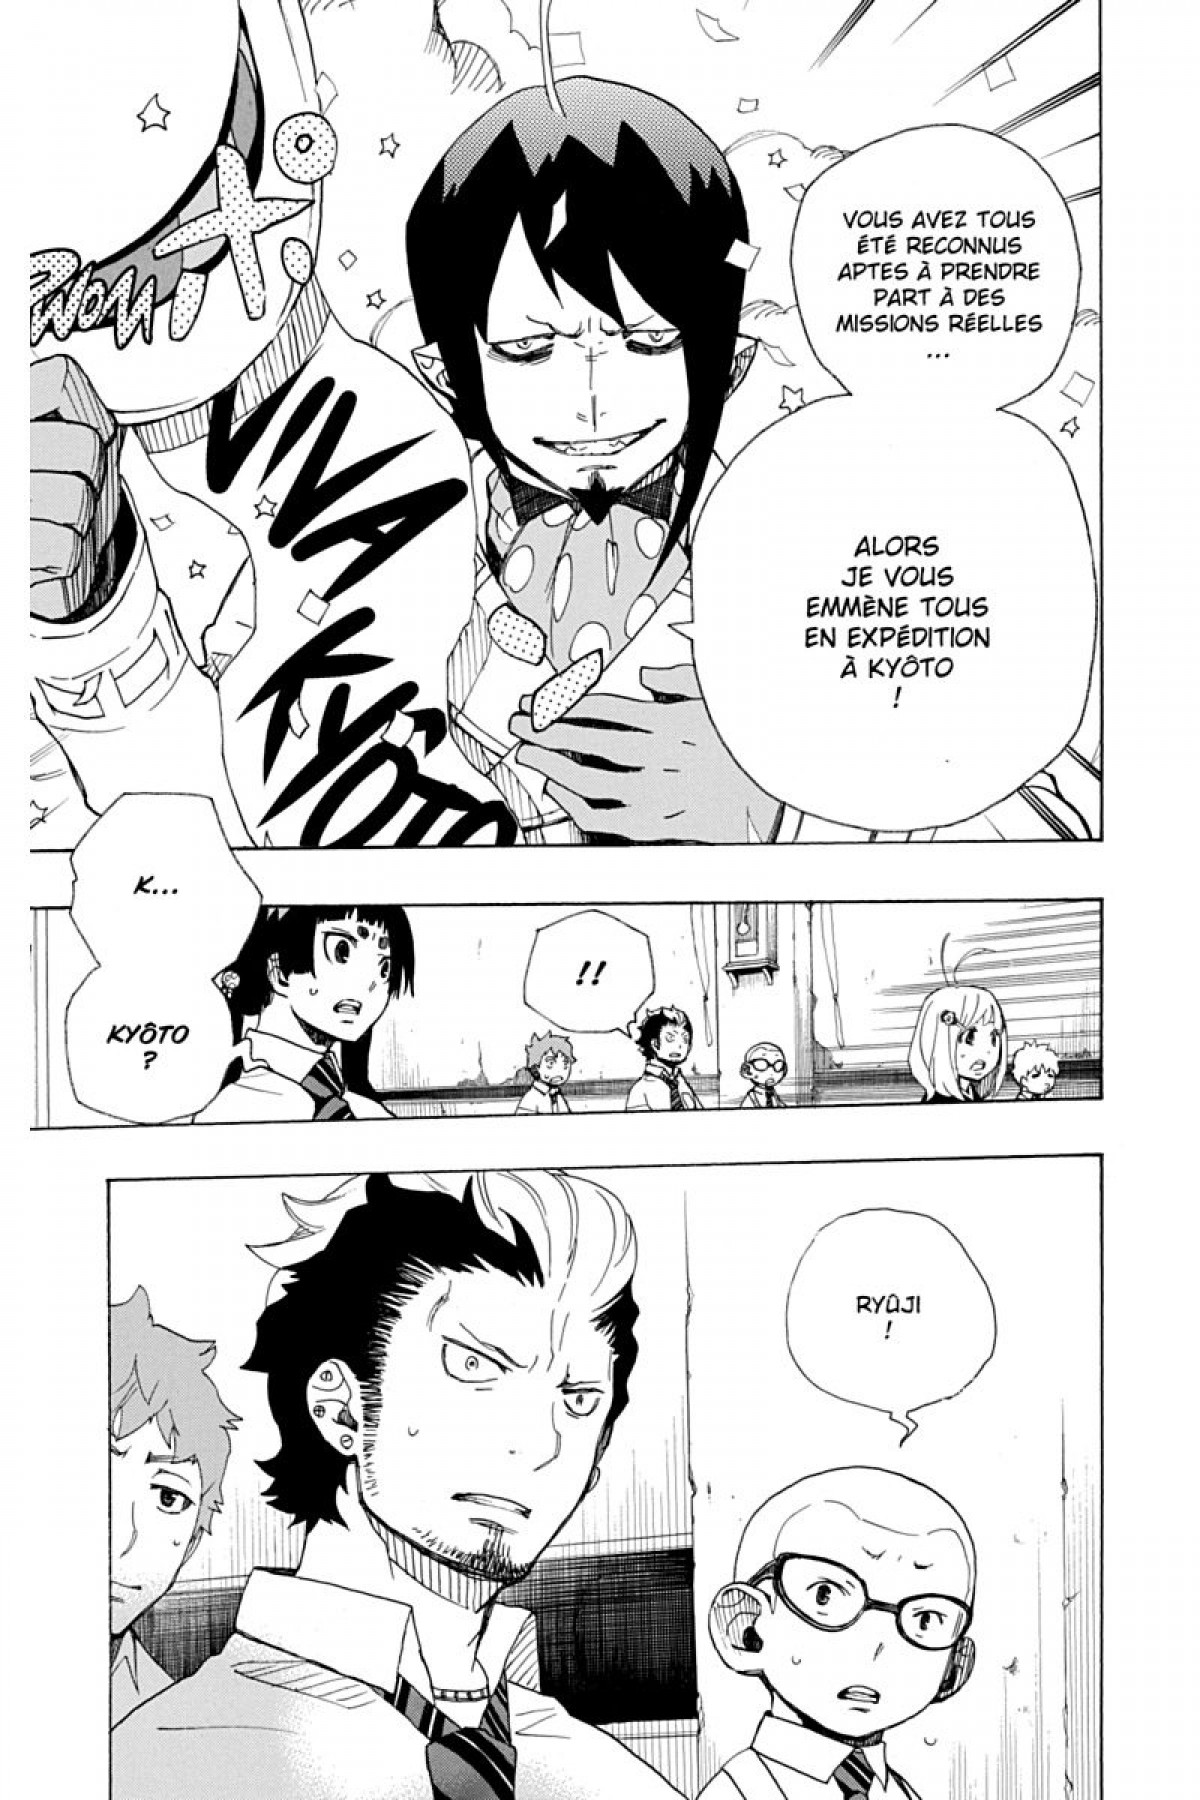 VOUS AVEZ TOUS
ÉTÉ RECONNUS
APTES À PRENDRE
PART À DES
MISSIONS RÉELLES
...
ALORS
JE VOUS
EMMÈNE TOUS
EN EXPÉDITION
À KYÔTO
!
VIVA
KYÔTO
K...
KYÔTO
?
!!
RYÛJI
!